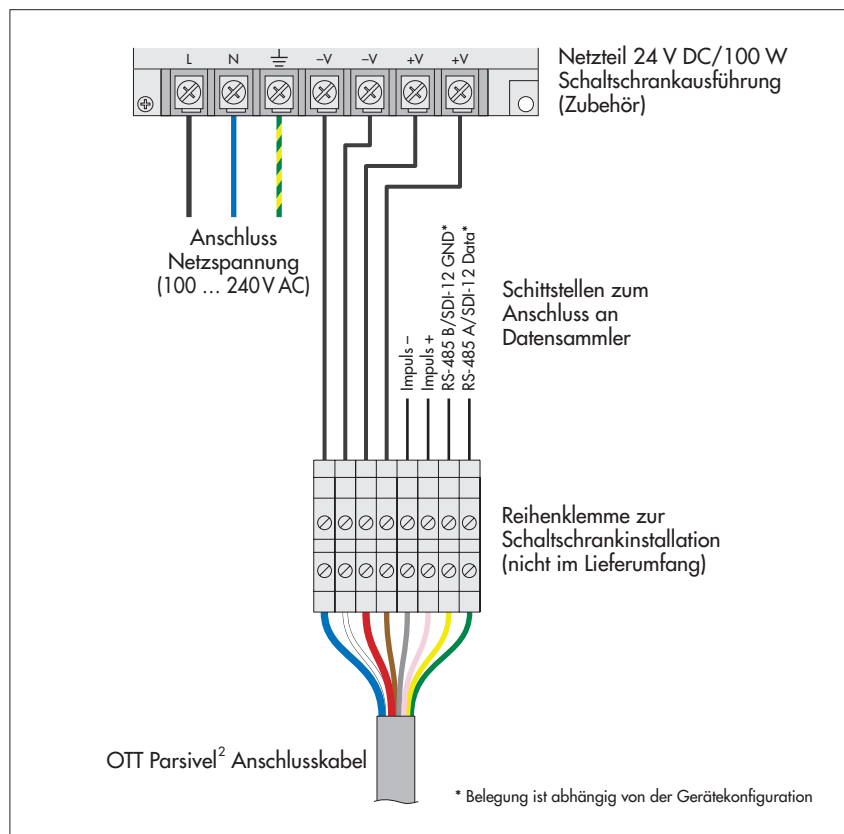 L N –V –V +V +V
Netzteil 24 V DC/100 W
Schaltschrankausführung
(Zubehör)
Anschluss
Netzspannung
(100 ... 240 V AC)
Impuls –
Impuls +
RS-485 B/SDI-12 GND*
RS-485 A/SDI-12 Data*
Schittstellen zum
Anschluss an
Datensammler
Reihenklemme zur
Schaltschrankinstallation
(nicht im Lieferumfang)
OTT Parsivel² Anschlusskabel
* Belegung ist abhängig von der Gerätekonfiguration